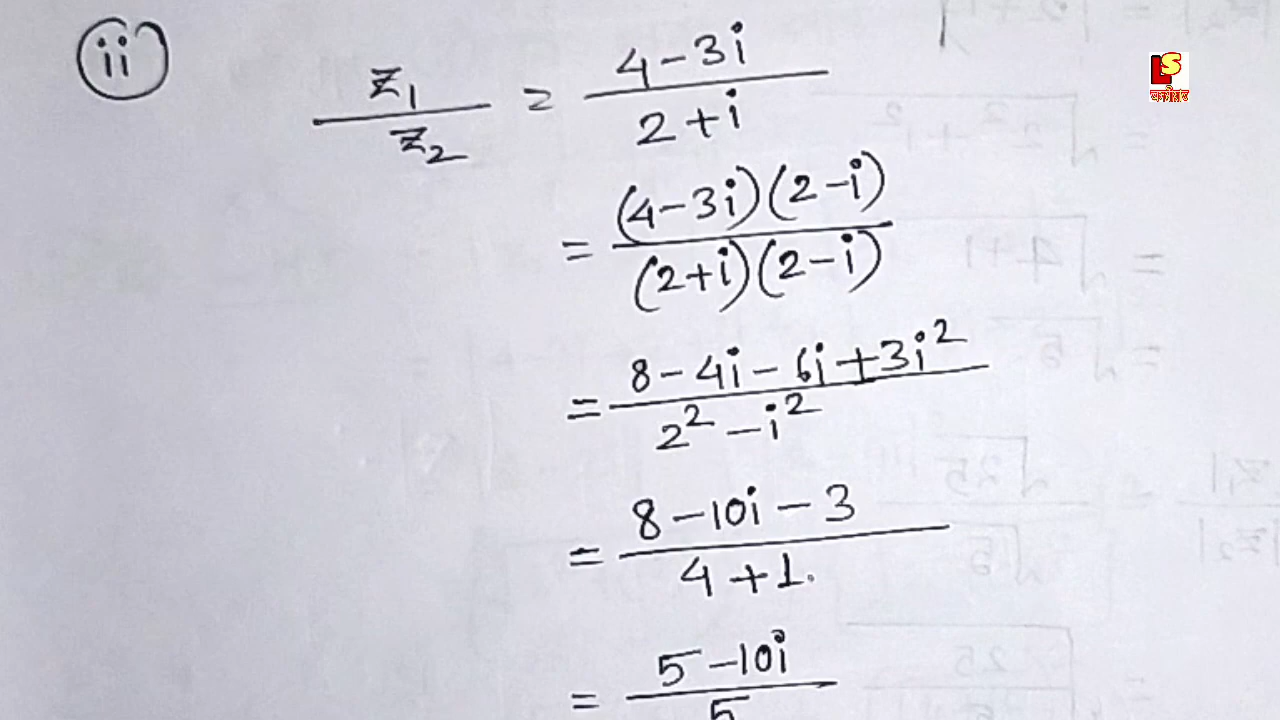 ii
z₁/z₂ = (4-3i)/(2+i)
= ((4-3i)(2-i))/((2+i)(2-i))
= (8-4i-6i+3i²)/(2²-i²)
= (8-10i-3)/(4+1.
= (5-10i)/5
LS